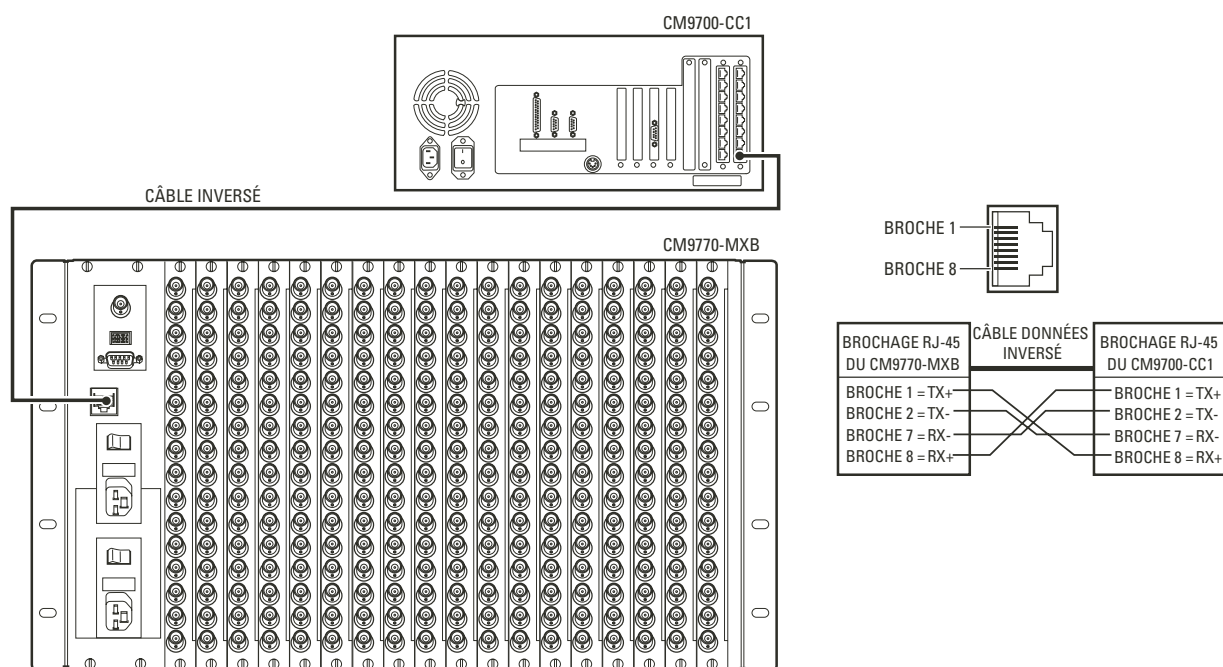 CM9700-CC1
CÂBLE INVERSÉ
CM9770-MXB
BROCHE 1
BROCHE 8
BROCHAGE RJ-45
DU CM9770-MXB
BROCHE 1 = TX+
BROCHE 2 = TX-
BROCHE 7 = RX-
BROCHE 8 = RX+
CÂBLE DONNÉES
INVERSÉ
BROCHAGE RJ-45
DU CM9700-CC1
BROCHE 1 = TX+
BROCHE 2 = TX-
BROCHE 7 = RX-
BROCHE 8 = RX+